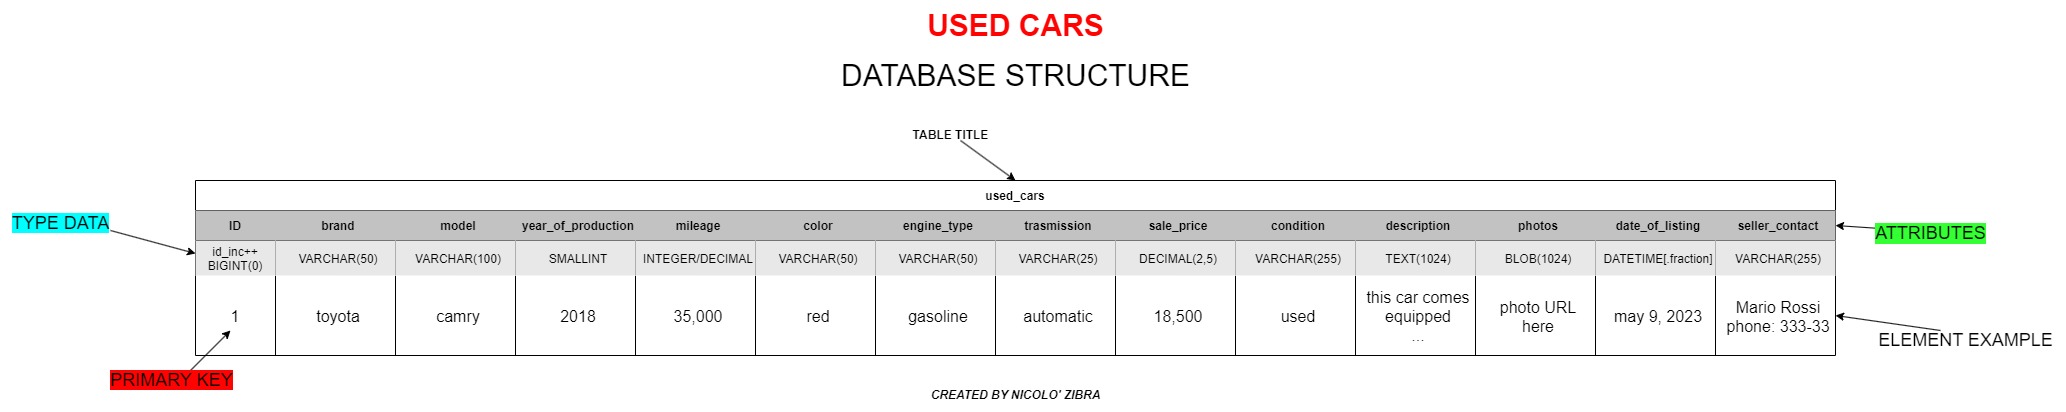 USED CARS
DATABASE STRUCTURE
TABLE TITLE
used_cars
TYPE DATA
ID brand model year_of_production mileage color engine_type trasmission sale_price condition description photos date_of_listing seller_contact
ATTRIBUTES
id_inc++
BIGINT(0) VARCHAR(50) VARCHAR(100) SMALLINT INTEGER/DECIMAL VARCHAR(50) VARCHAR(50) VARCHAR(25) DECIMAL(2,5) VARCHAR(255) TEXT(1024) BLOB(1024) DATETIME[.fraction] VARCHAR(255)
1 toyota camry 2018 35,000 red gasoline automatic 18,500 used this car comes photo URL may 9, 2023 Mario Rossi
equipped here phone: 333-33
...
ELEMENT EXAMPLE
PRIMARY KEY
CREATED BY NICOLO' ZIBRA